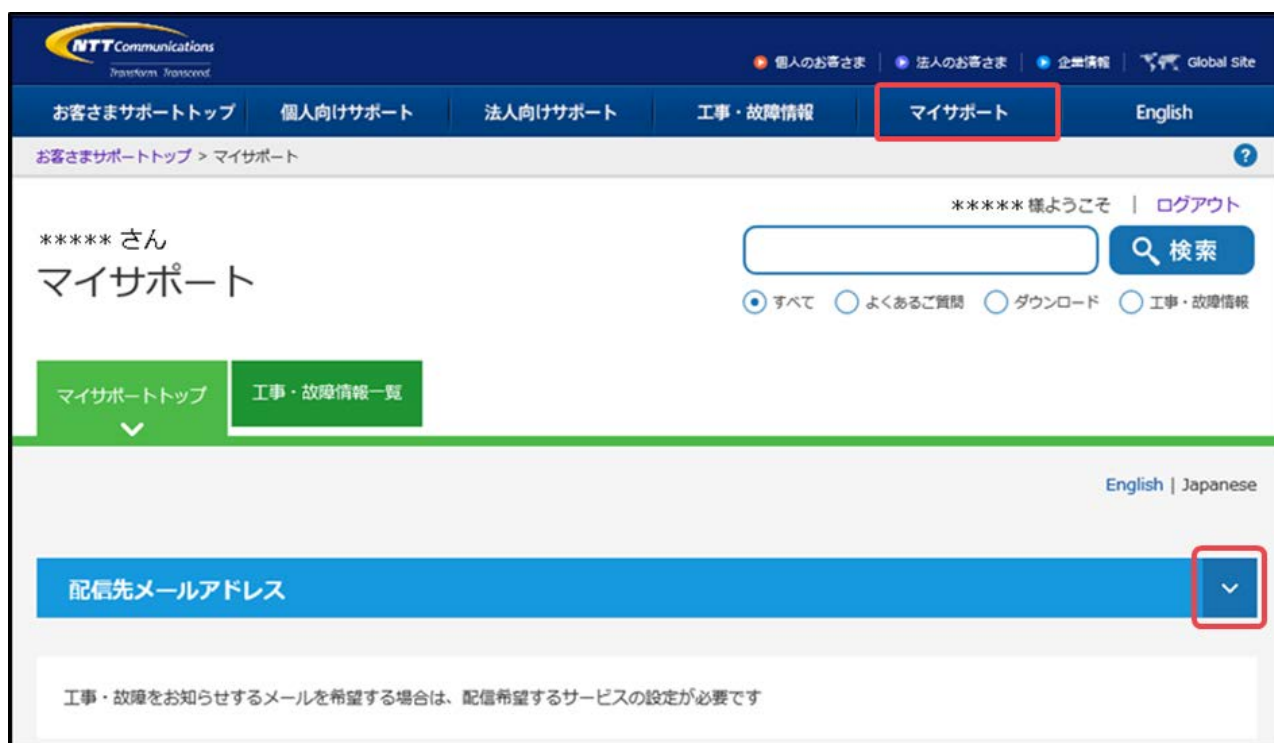 NTT Communications
Transform. Transcend.
個人のお客さま | 法人のお客さま | 企業情報 | Global Site
お客さまサポートトップ 個人向けサポート 法人向けサポート 工事・故障情報 マイサポート English
お客さまサポートトップ > マイサポート ?
*****様ようこそ | ログアウト
***** さん
マイサポート
検索
すべて よくあるご質問 ダウンロード 工事・故障情報
マイサポートトップ 工事・故障情報一覧
English | Japanese
配信先メールアドレス
工事・故障をお知らせするメールを希望する場合は、配信希望するサービスの設定が必要です